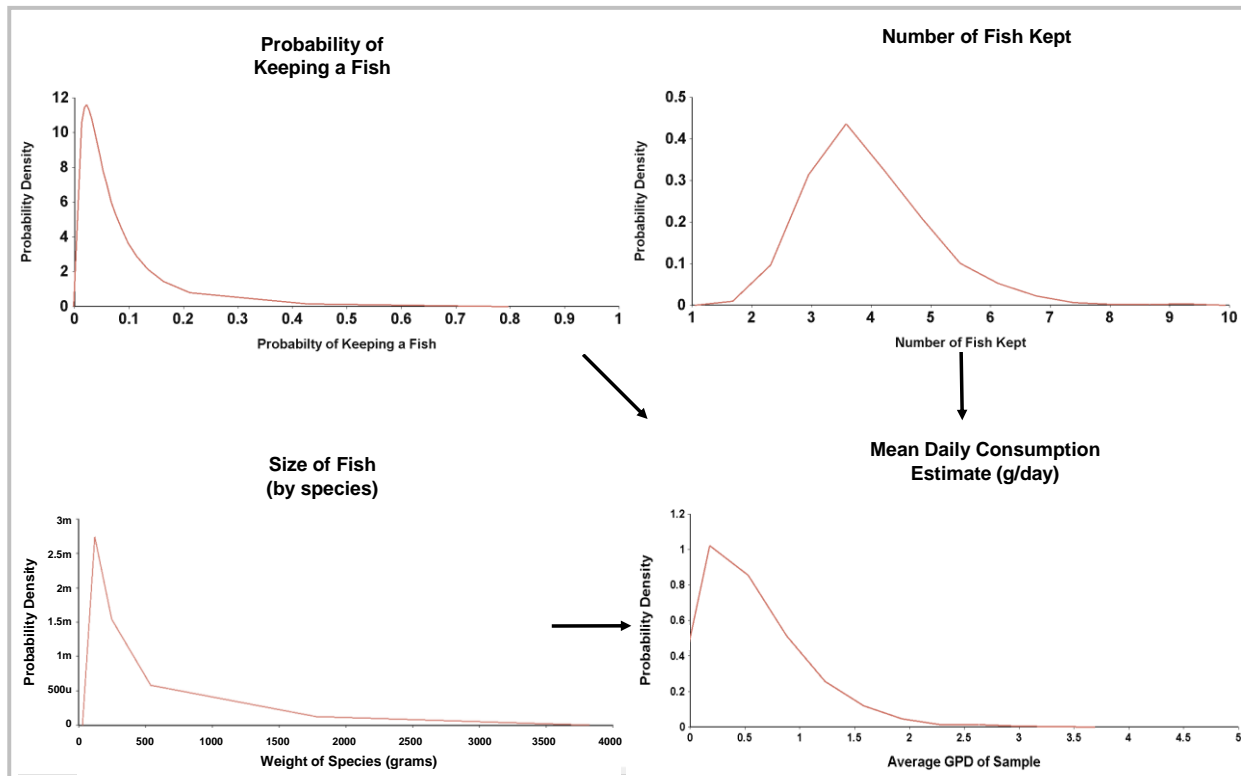 Probability of
Keeping a Fish
Probability Density
12
10
8
6
4
2
0
0 0.1 0.2 0.3 0.4 0.5 0.6 0.7 0.8 0.9 1
Probabilty of Keeping a Fish
Number of Fish Kept
Probability Density
0.5
0.4
0.3
0.2
0.1
0
1 2 3 4 5 6 7 8 9 10
Number of Fish Kept
Size of Fish
(by species)
Probability Density
3m
2.5m
2m
1.5m
1m
500u
0
0 500 1000 1500 2000 2500 3000 3500 4000
Weight of Species (grams)
Mean Daily Consumption
Estimate (g/day)
Probability Density
1.2
1
0.8
0.6
0.4
0.2
0
0 0.5 1 1.5 2 2.5 3 3.5 4 4.5 5
Average GPD of Sample